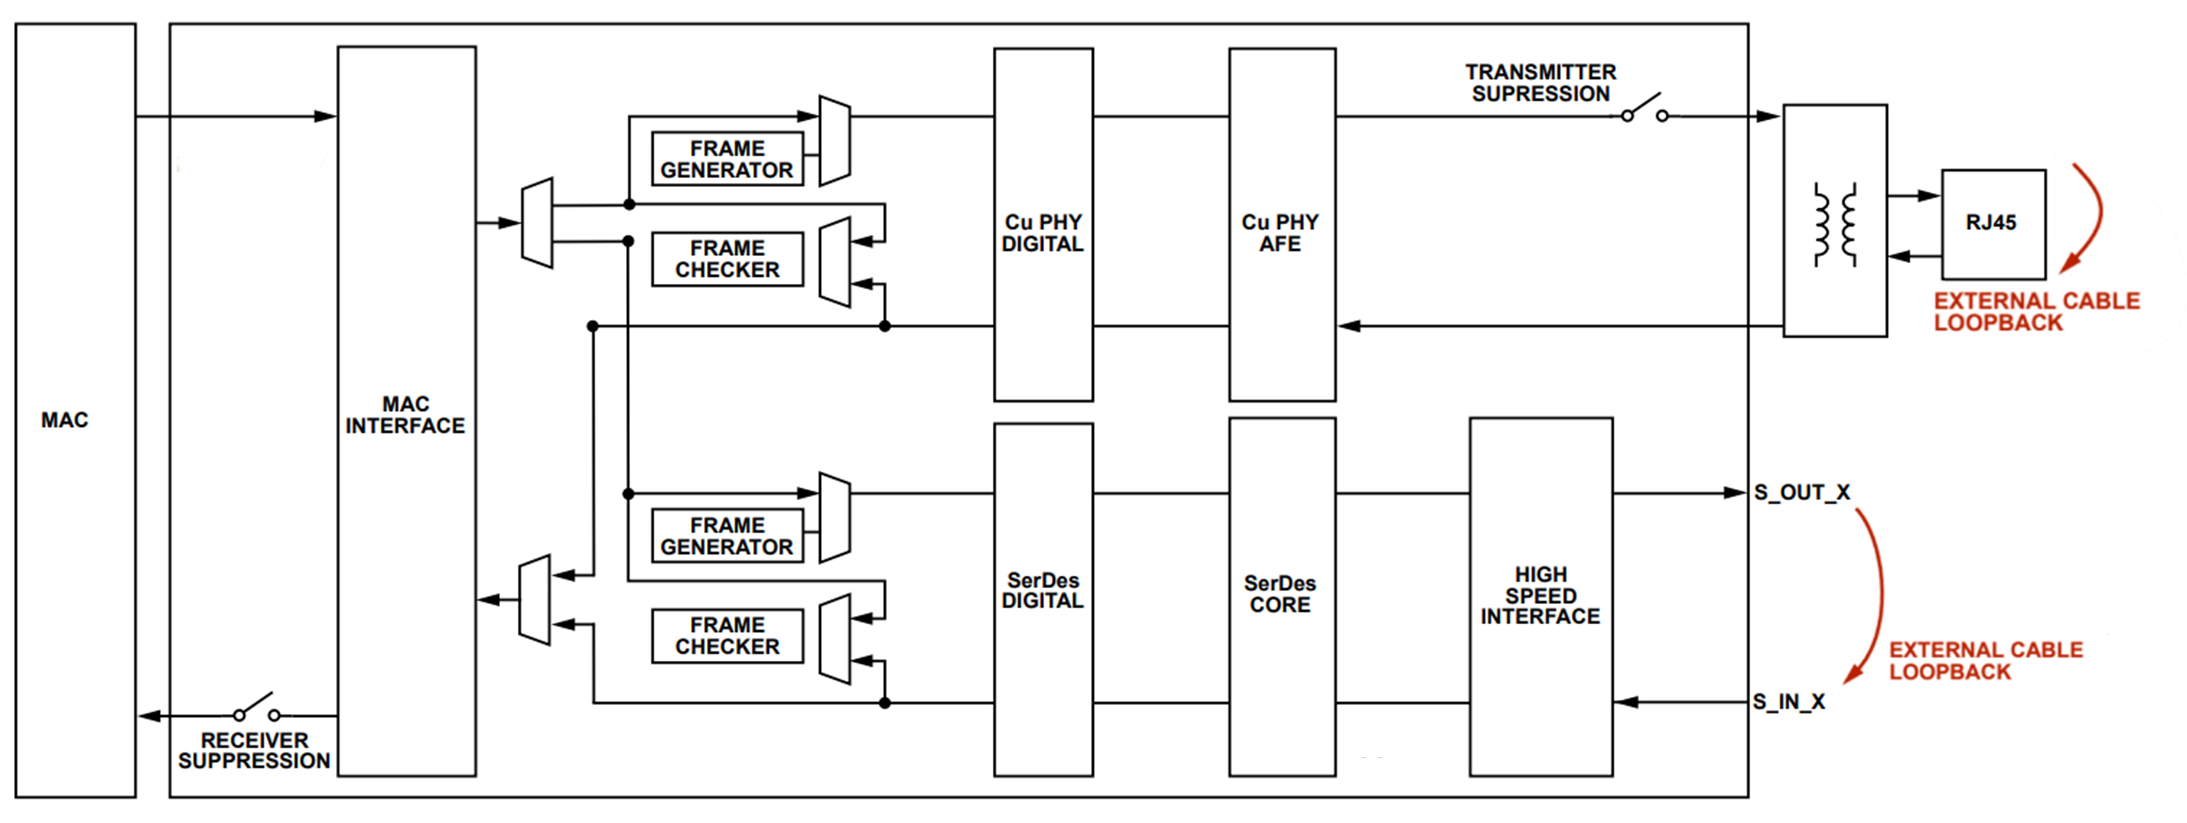 TRANSMITTER
SUPRESSION
FRAME
GENERATOR
FRAME
CHECKER
Cu PHY
DIGITAL
Cu PHY
AFE
RJ45
EXTERNAL CABLE
LOOPBACK
MAC
MAC
INTERFACE
FRAME
GENERATOR
FRAME
CHECKER
SerDes
DIGITAL
SerDes
CORE
HIGH
SPEED
INTERFACE
S_OUT_X
EXTERNAL CABLE
LOOPBACK
S_IN_X
RECEIVER
SUPPRESSION